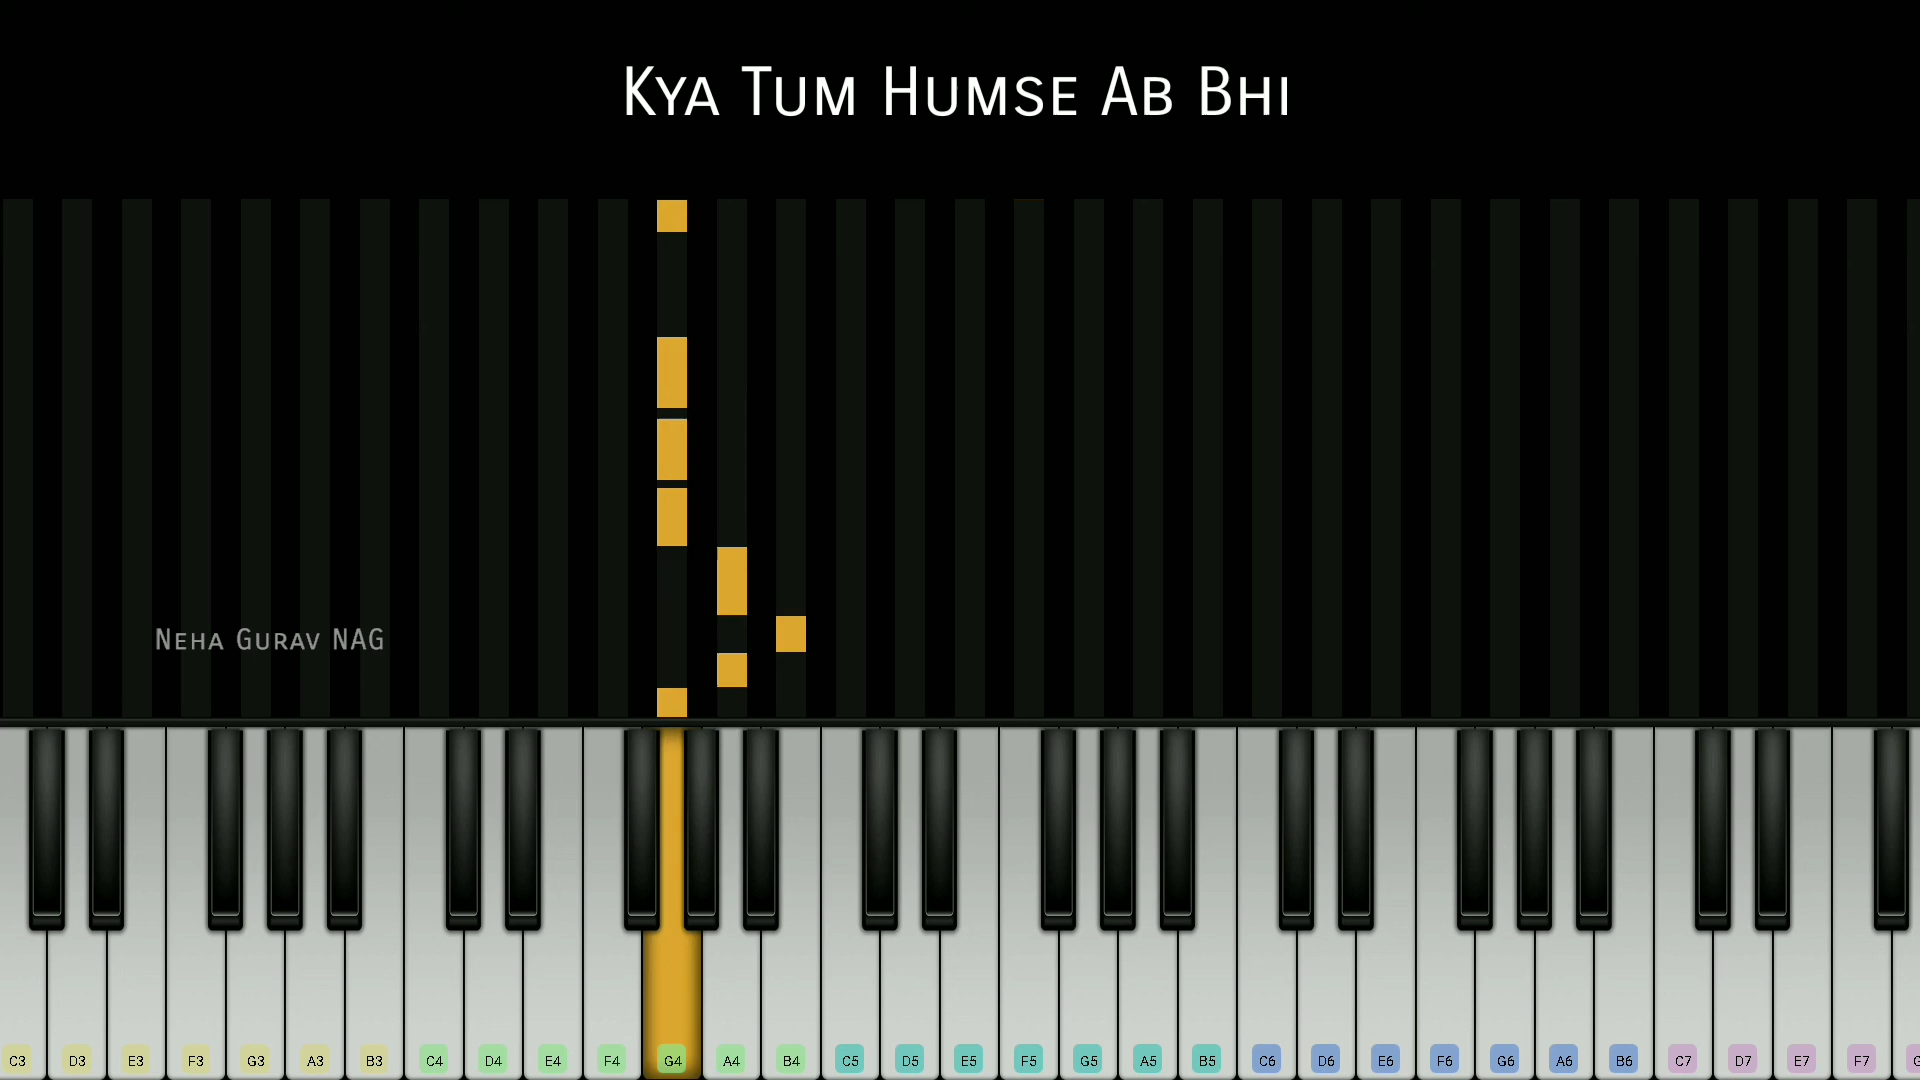 Kya Tum Humse Ab Bhi
Neha Gurav NAG
C3 D3 E3 F3 G3 A3 B3 C4 D4 E4 F4 G4 A4 B4 C5 D5 E5 F5 G5 A5 B5 C6 D6 E6 F6 G6 A6 B6 C7 D7 E7 F7